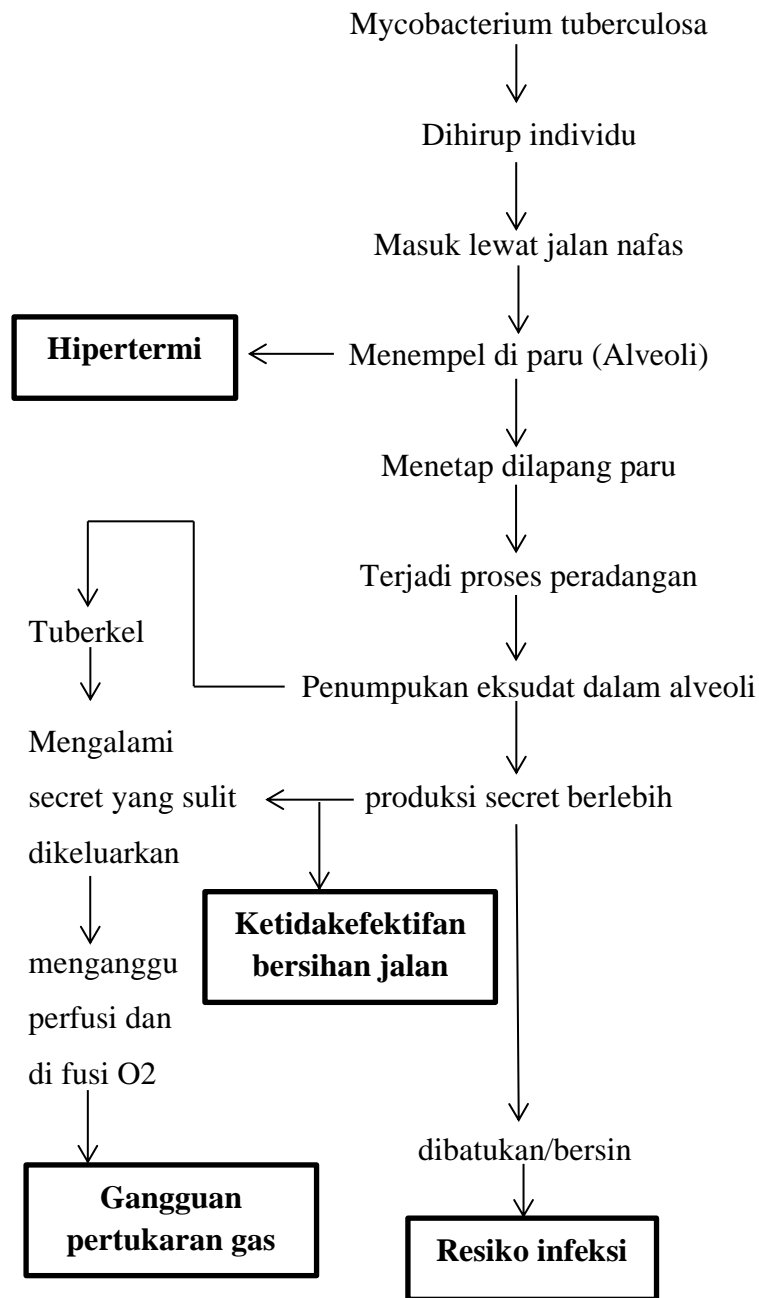 Mycobacterium tuberculosa
Dihirup individu
Masuk lewat jalan nafas
Hipertermi
Menempel di paru (Alveoli)
Menetap dilapang paru
Terjadi proses peradangan
Tuberkel
Penumpukan eksudat dalam alveoli
Mengalami
secret yang sulit
produksi secret berlebih
dikeluarkan
Ketidakefektifan
bersihan jalan
menganggu
perfusi dan
di fusi O2
dibatukan/bersin
Gangguan
pertukaran gas
Resiko infeksi